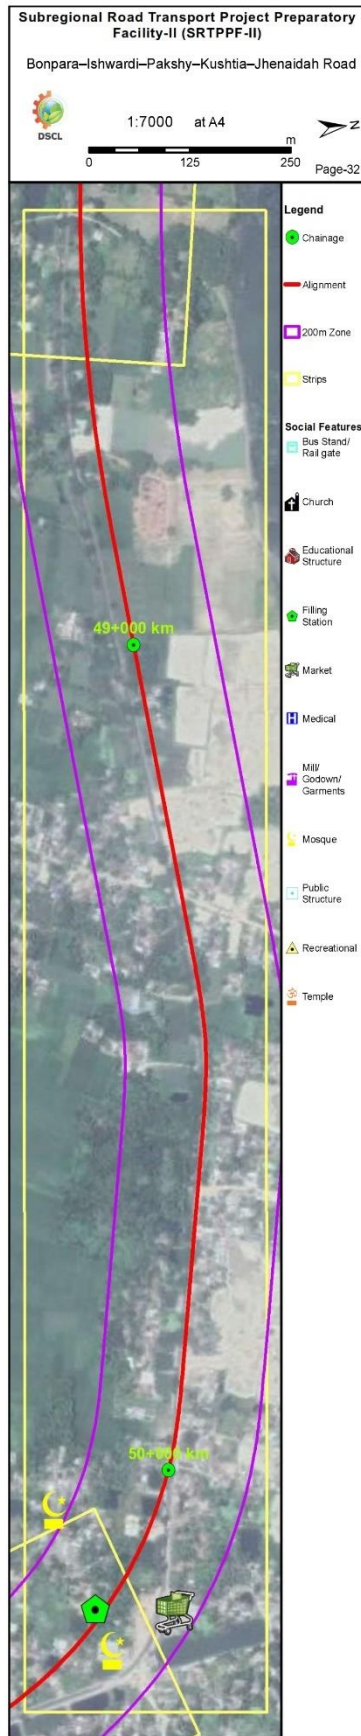 Subregional Road Transport Project Preparatory
Facility-II (SRTPPF-II)
Bonpara–Ishwardi–Pakshy–Kushtia–Jhenaidah Road
DSCL
1:7000 at A4
N
m
0 125 250
Page-32
Legend
Chainage
Alignment
200m Zone
Strips
Social Features
Bus Stand/
Rail gate
Church
Educational
Structure
Filling
Station
Market
H Medical
Mill/
Godown/
Garments
Mosque
Public
Structure
Recreational
Temple
49+000 km
50+000 km